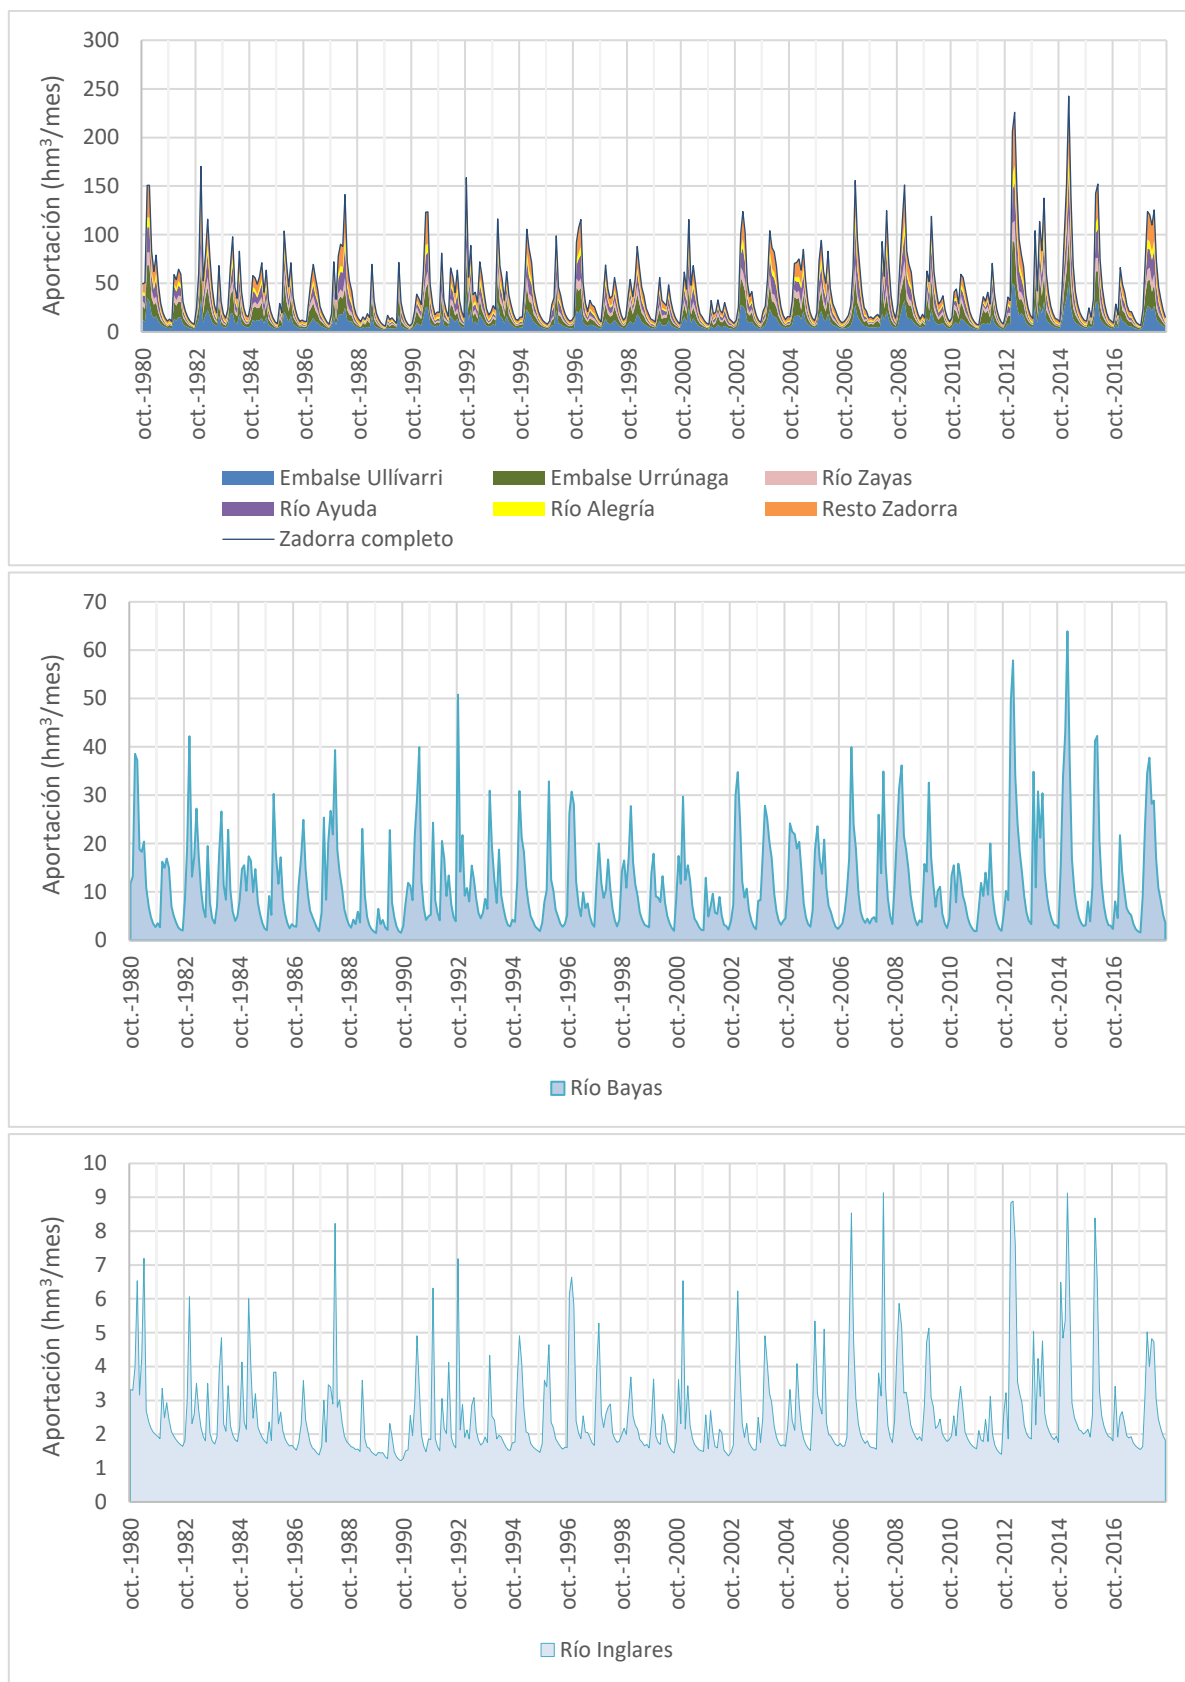 Aportación (hm³/mes)
300
250
200
150
100
50
0
oct.-1980
oct.-1982
oct.-1984
oct.-1986
oct.-1988
oct.-1990
oct.-1992
oct.-1994
oct.-1996
oct.-1998
oct.-2000
oct.-2002
oct.-2004
oct.-2006
oct.-2008
oct.-2010
oct.-2012
oct.-2014
oct.-2016
Embalse Ullívarri Embalse Urrúnaga Río Zayas
Río Ayuda Río Alegría Resto Zadorra
Zadorra completo
Aportación (hm³/mes)
70
60
50
40
30
20
10
0
oct.-1980
oct.-1982
oct.-1984
oct.-1986
oct.-1988
oct.-1990
oct.-1992
oct.-1994
oct.-1996
oct.-1998
oct.-2000
oct.-2002
oct.-2004
oct.-2006
oct.-2008
oct.-2010
oct.-2012
oct.-2014
oct.-2016
Río Bayas
Aportación (hm³/mes)
10
9
8
7
6
5
4
3
2
1
0
oct.-1980
oct.-1982
oct.-1984
oct.-1986
oct.-1988
oct.-1990
oct.-1992
oct.-1994
oct.-1996
oct.-1998
oct.-2000
oct.-2002
oct.-2004
oct.-2006
oct.-2008
oct.-2010
oct.-2012
oct.-2014
oct.-2016
Río Inglares